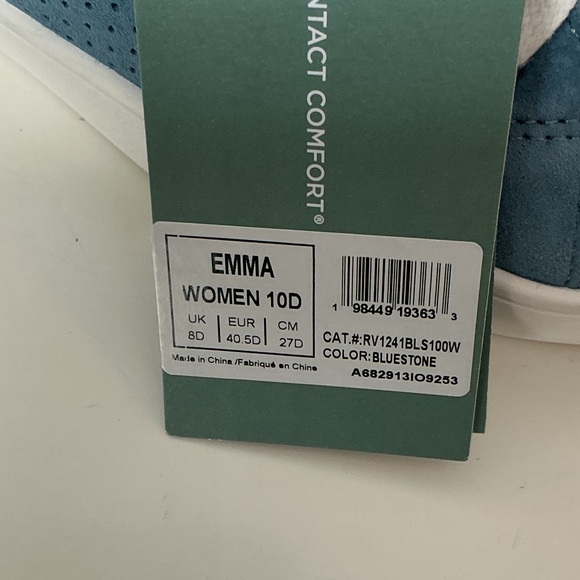 CONTACT COMFORT®
EMMA
WOMEN 10D
UK EUR CM
8D 40.5D 27D
Made in China /Fabriqué en Chine
1 98449 19363 3
CAT.#:RV1241BLS100W
COLOR:BLUESTONE
A682913IO9253